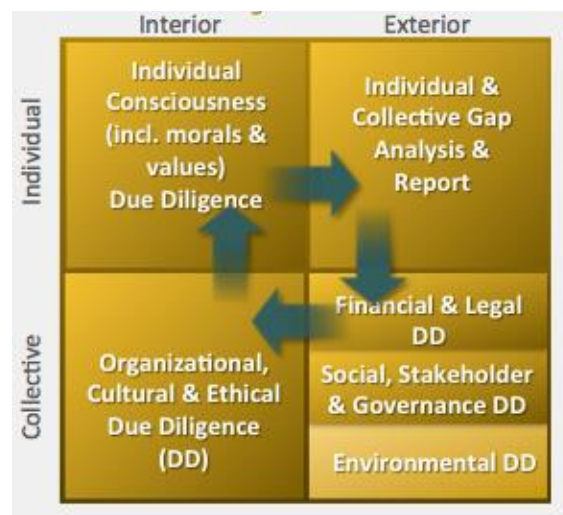 Interior
Exterior
Individual
Individual
Consciousness
(incl. morals &
values)
Due Diligence
Individual &
Collective Gap
Analysis &
Report
Collective
Organizational,
Cultural & Ethical
Due Diligence
(DD)
Financial & Legal
DD
Social, Stakeholder
& Governance DD
Environmental DD